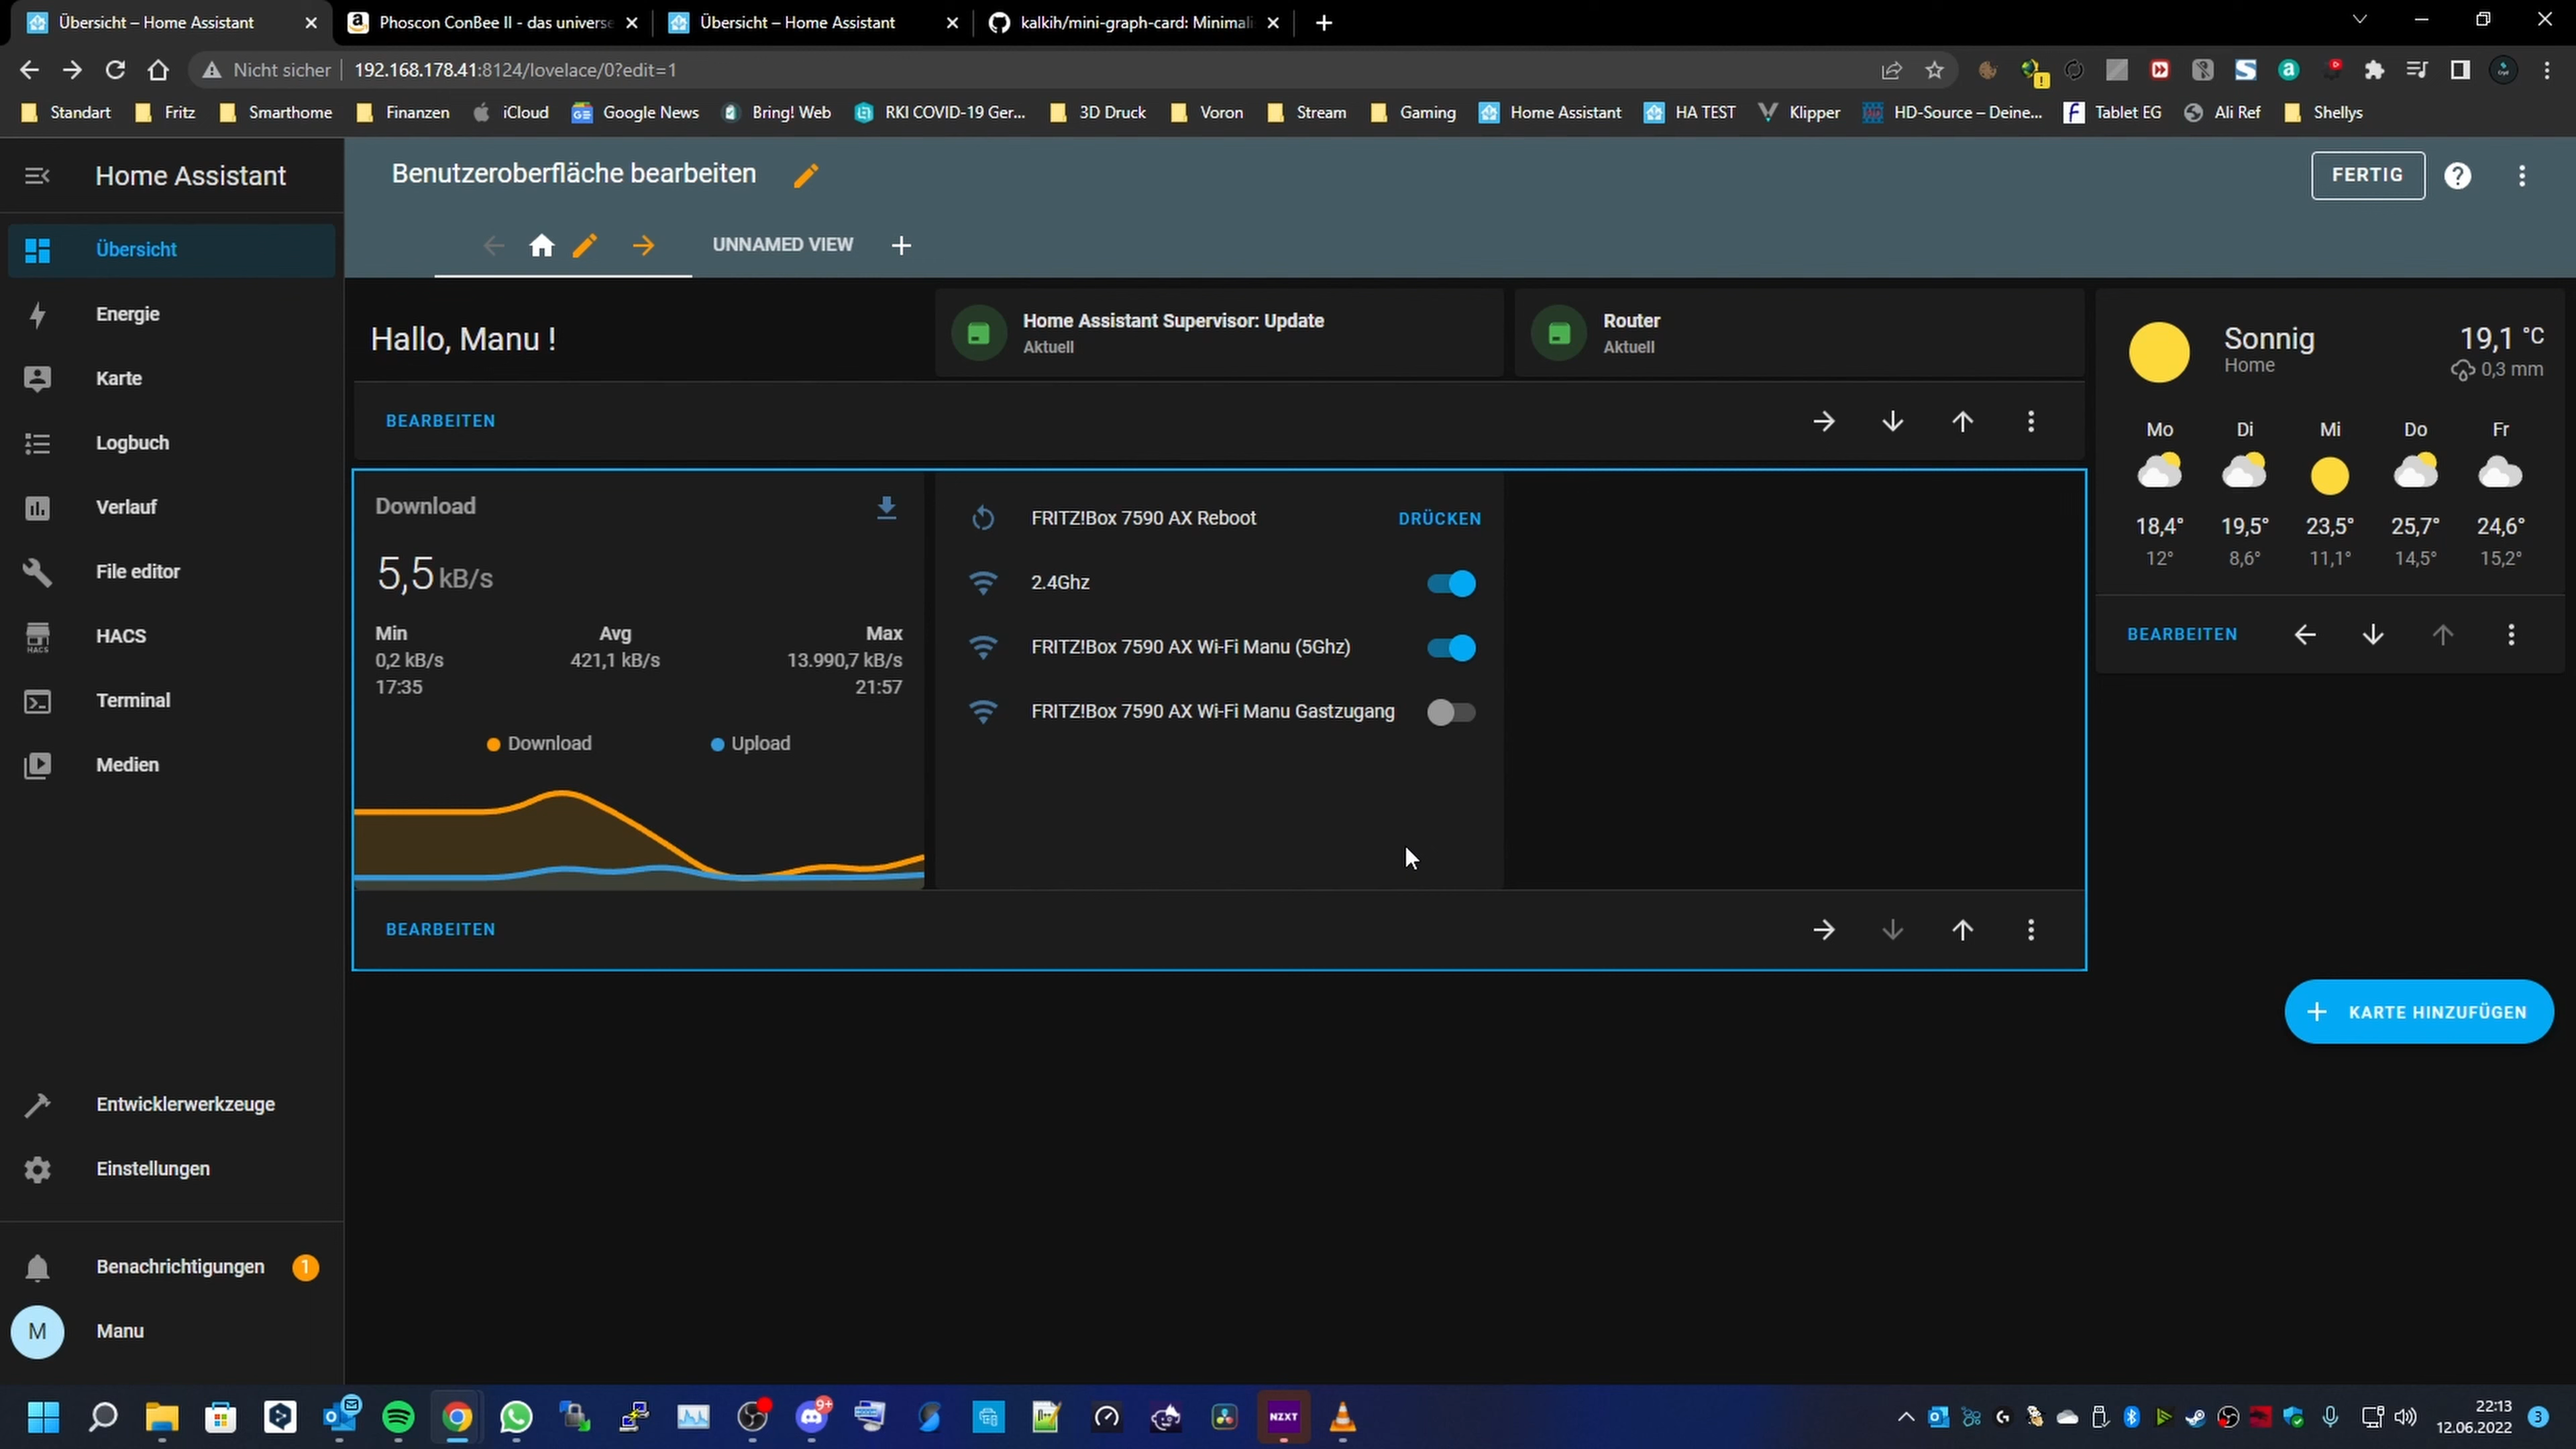 Übersicht – Home Assistant
Phoscon ConBee II - das universe
Übersicht – Home Assistant
kalkih/mini-graph-card: Minimali
Nicht sicher
192.168.178.41:8124/lovelace/0?edit=1
Standart
Fritz
Smarthome
Finanzen
iCloud
Google News
Bring! Web
RKI COVID-19 Ger...
3D Druck
Voron
Stream
Gaming
Home Assistant
HA TEST
Klipper
HD-Source – Deine...
Tablet EG
Ali Ref
Shellys
Home Assistant
Benutzeroberfläche bearbeiten
FERTIG
UNNAMED VIEW
Übersicht
Energie
Karte
Logbuch
Verlauf
File editor
HACS
Terminal
Medien
Entwicklerwerkzeuge
Einstellungen
Benachrichtigungen
1
M
Manu
Hallo, Manu !
Home Assistant Supervisor: Update
Aktuell
Router
Aktuell
BEARBEITEN
Download
5,5 kB/s
Min
Avg
Max
0,2 kB/s
421,1 kB/s
13.990,7 kB/s
17:35
21:57
Download
Upload
FRITZ!Box 7590 AX Reboot
DRÜCKEN
2.4Ghz
FRITZ!Box 7590 AX Wi-Fi Manu (5Ghz)
FRITZ!Box 7590 AX Wi-Fi Manu Gastzugang
BEARBEITEN
Sonnig
Home
19,1 °C
0,3 mm
Mo
Di
Mi
Do
Fr
18,4°
19,5°
23,5°
25,7°
24,6°
12°
8,6°
11,1°
14,5°
15,2°
BEARBEITEN
KARTE HINZUFÜGEN
9+
NZXT
22:13
12.06.2022
3